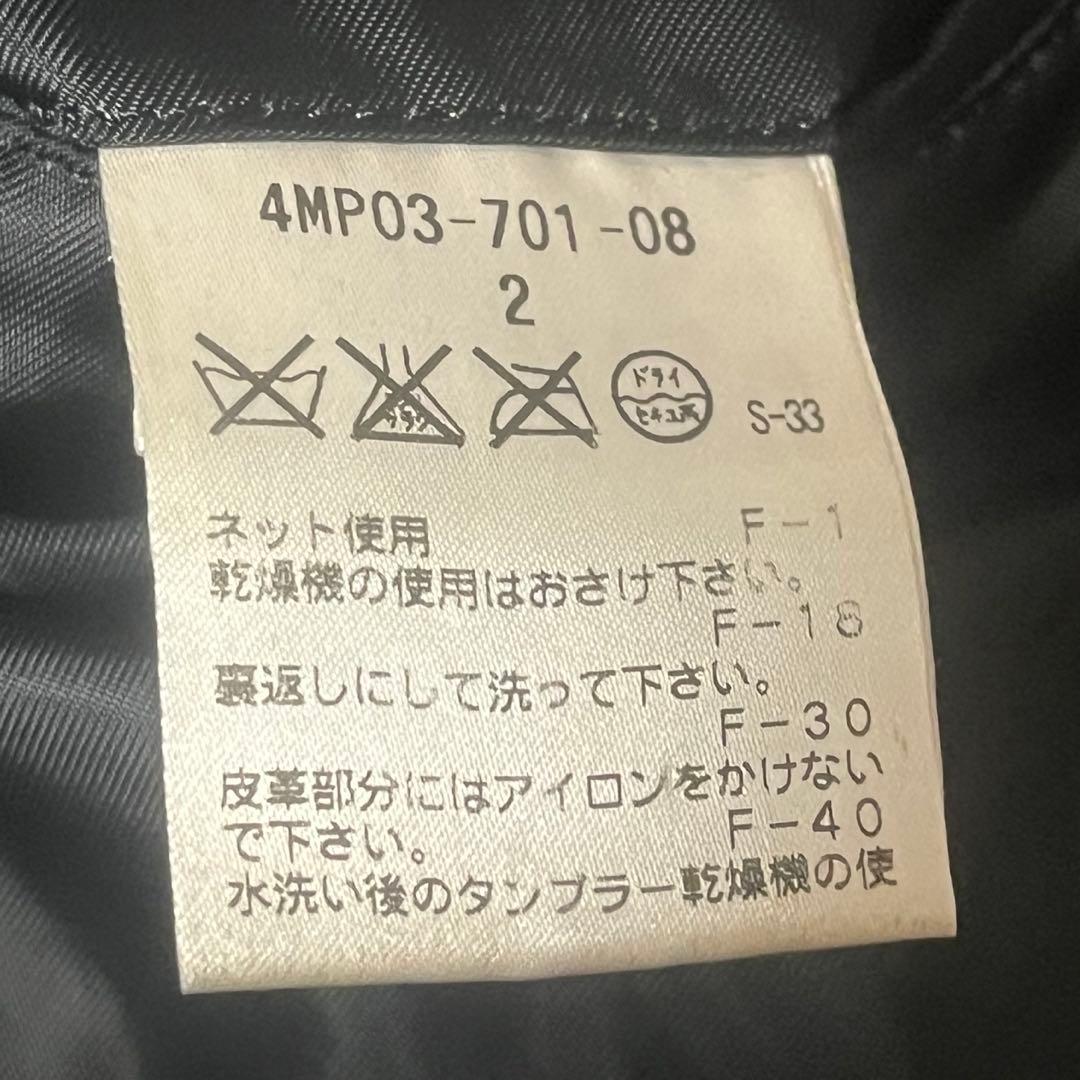 4MP03-701-08
2
ドライ
セキユ系
S-33
ネット使用 F-1
乾燥機の使用はおさけ下さい。
F-18
裏返しにして洗って下さい。
F-30
皮革部分にはアイロンをかけない
で下さい。 F-40
水洗い後のタンブラー乾燥機の使